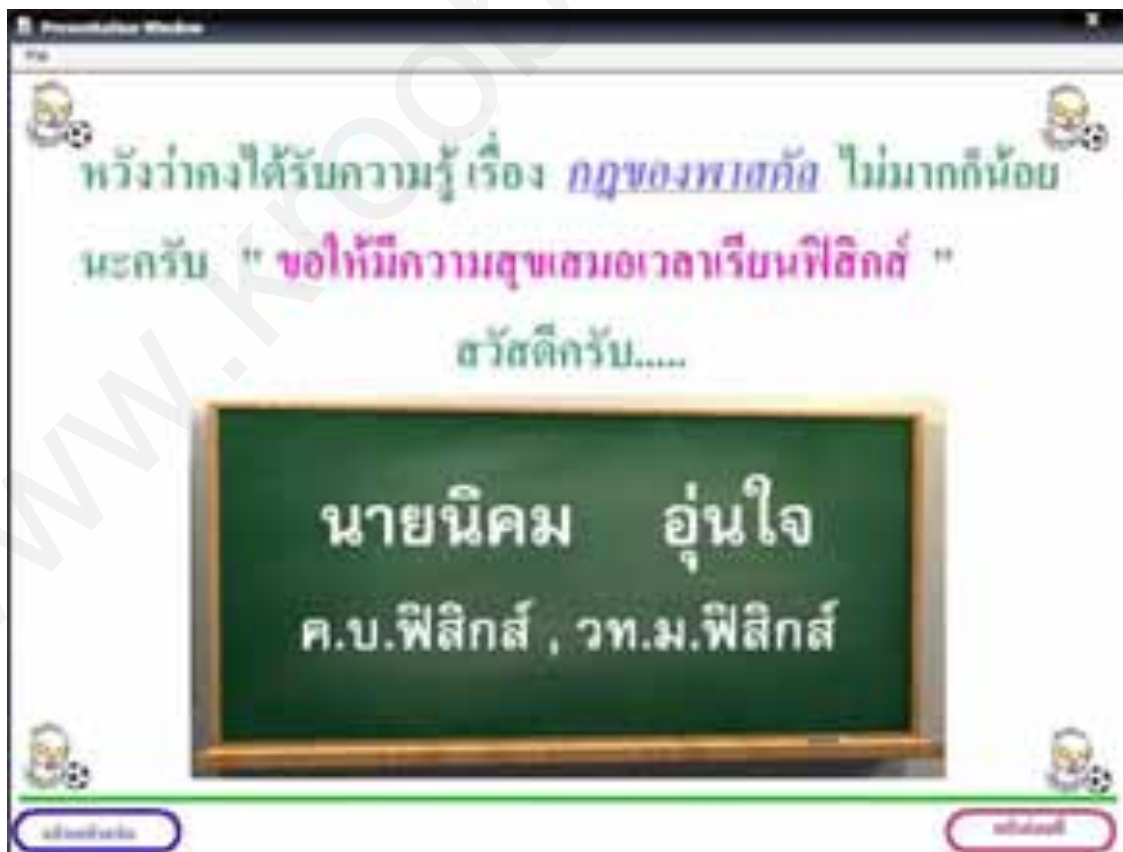 Presentation Window
หวังว่าคงได้รับความรู้ เรื่อง กฎของพาสคัล ไม่มากก็น้อย
นะครับ " ขอให้มีความสุขเสมอเวลาเรียนฟิสิกส์ "
สวัสดีครับ.....
นายนิคม อุ่นใจ
ค.บ.ฟิสิกส์ , วท.ม.ฟิสิกส์